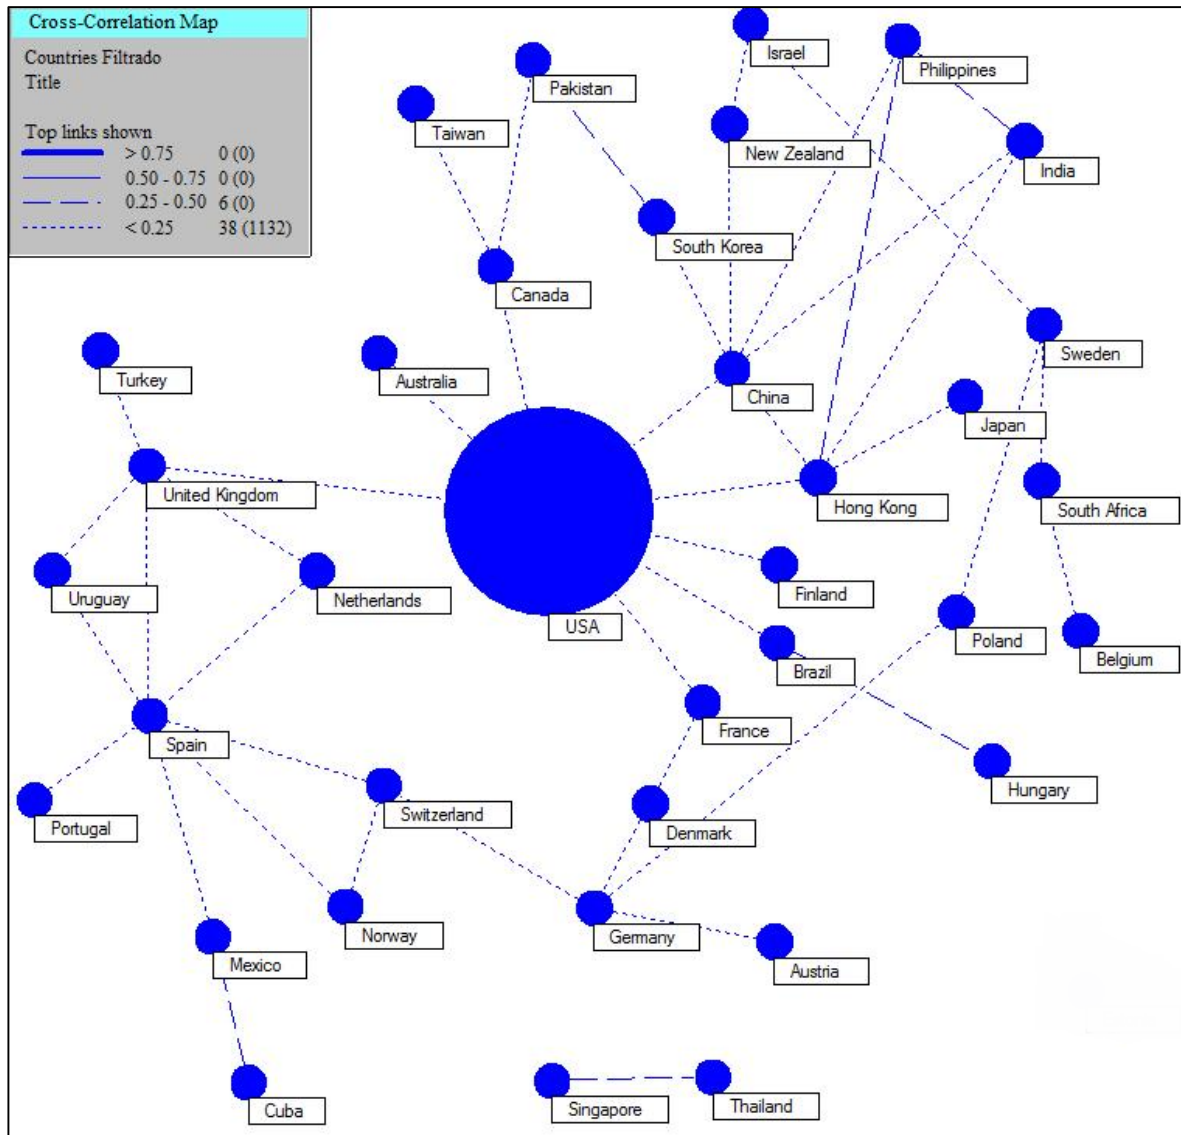 Cross-Correlation Map
Countries Filtrado
Title
Top links shown
> 0.75 0 (0)
0.50 - 0.75 0 (0)
0.25 - 0.50 6 (0)
< 0.25 38 (1132)
Israel
Philippines
Pakistan
Taiwan
New Zealand
India
South Korea
Canada
Sweden
Turkey
Australia
China
Japan
United Kingdom
Hong Kong
South Africa
Uruguay
Netherlands
Finland
USA
Poland
Belgium
Brazil
Spain
France
Hungary
Portugal
Switzerland
Denmark
Norway
Germany
Mexico
Austria
Cuba
Singapore
Thailand